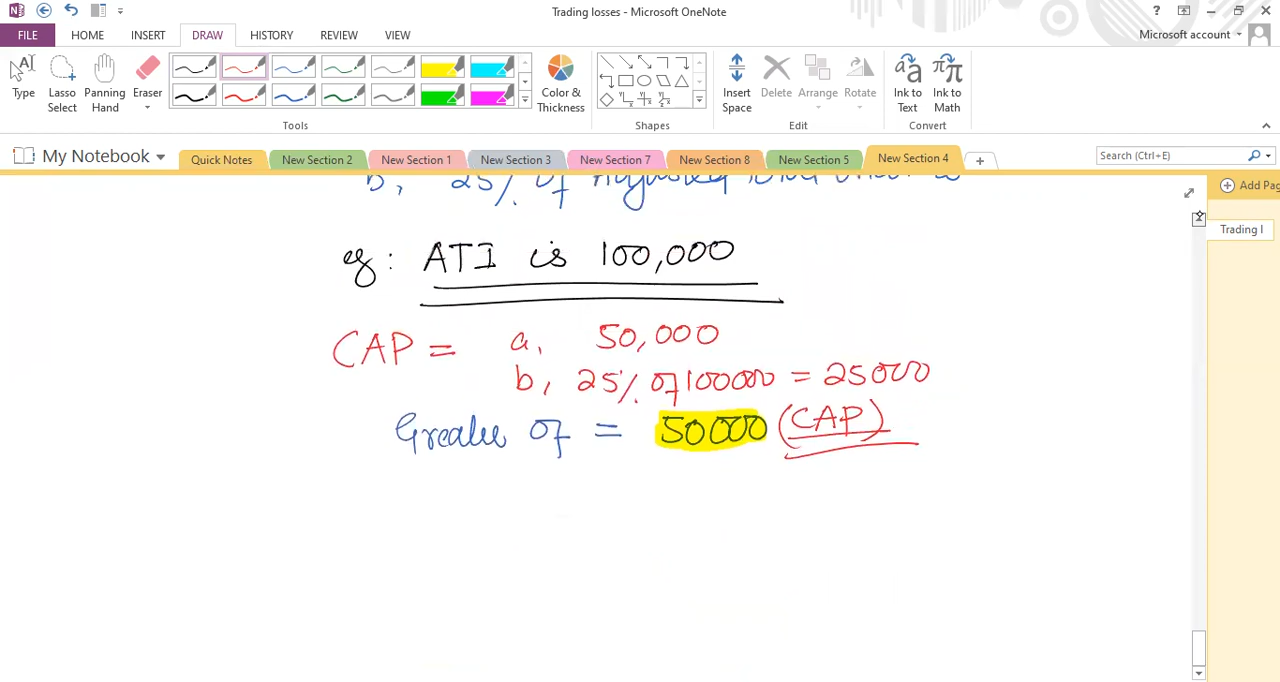 Trading losses - Microsoft OneNote
FILE HOME INSERT DRAW HISTORY REVIEW VIEW
Microsoft account
Type
Lasso Select
Panning Hand
Eraser
Color & Thickness
Insert Space
Delete
Arrange
Rotate
Ink to Text
Ink to Math
Tools Shapes Edit Convert
My Notebook Quick Notes New Section 2 New Section 1 New Section 3 New Section 7 New Section 8 New Section 5 New Section 4 Search (Ctrl+E)
Add Pag
Trading l
b, 25% of Adjusted
eg: ATI is 100,000
CAP = a, 50,000
b, 25% of 100000 = 25000
Greater of = 50000 (CAP)